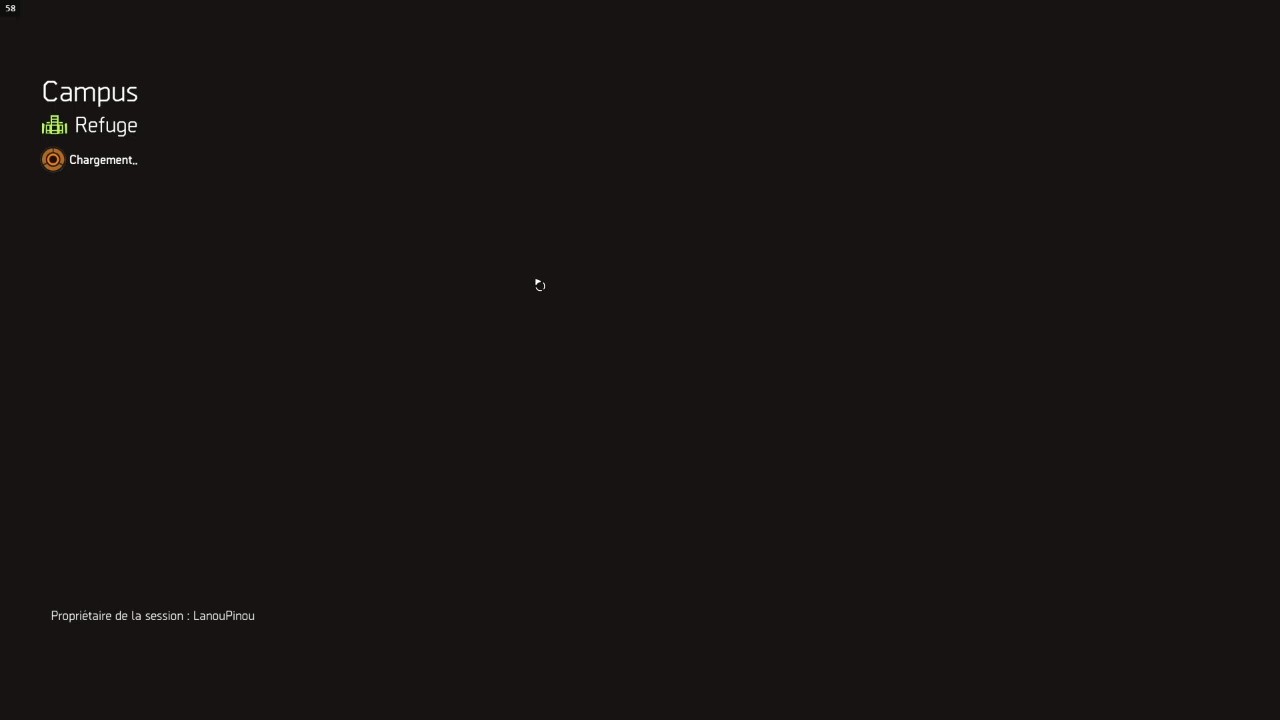 58
Campus
Refuge
Chargement..
Propriétaire de la session : LanouPinou